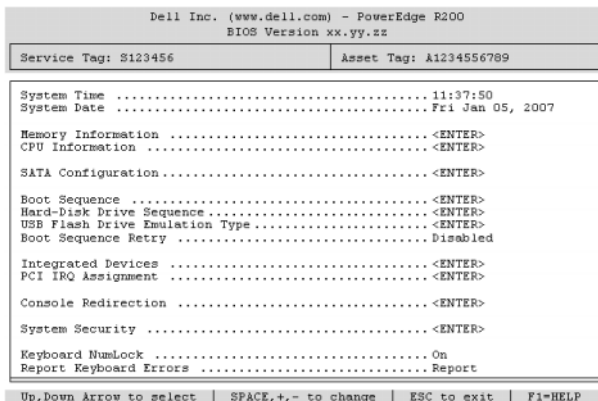 Dell Inc. (www.dell.com) - PowerEdge R200
BIOS Version xx.yy.zz
Service Tag: S123456 Asset Tag: A1234556789
System Time ........................................ 11:37:50
System Date ........................................ Fri Jan 05, 2007
Memory Information ................................. <ENTER>
CPU Information .................................... <ENTER>
SATA Configuration.................................. <ENTER>
Boot Sequence ...................................... <ENTER>
Hard-Disk Drive Sequence............................ <ENTER>
USB Flash Drive Emulation Type...................... <ENTER>
Boot Sequence Retry ................................ Disabled
Integrated Devices ................................. <ENTER>
PCI IRQ Assignment ................................. <ENTER>
Console Redirection ................................ <ENTER>
System Security .................................... <ENTER>
Keyboard NumLock ................................... On
Report Keyboard Errors ............................. Report
Up,Down Arrow to select | SPACE,+,- to change | ESC to exit | F1=HELP